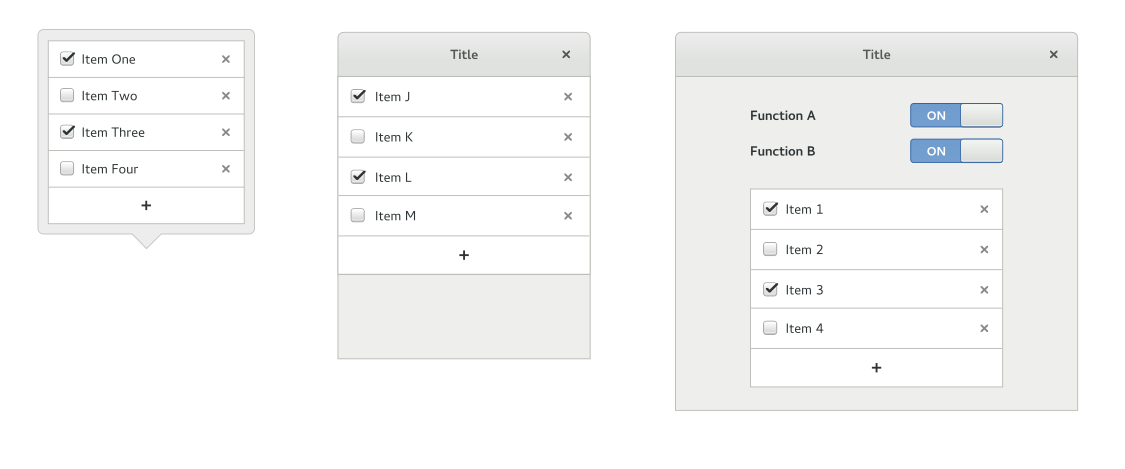 Item One
Item Two
Item Three
Item Four
+
Title
Item J
Item K
Item L
Item M
+
Title
Function A ON
Function B ON
Item 1
Item 2
Item 3
Item 4
+